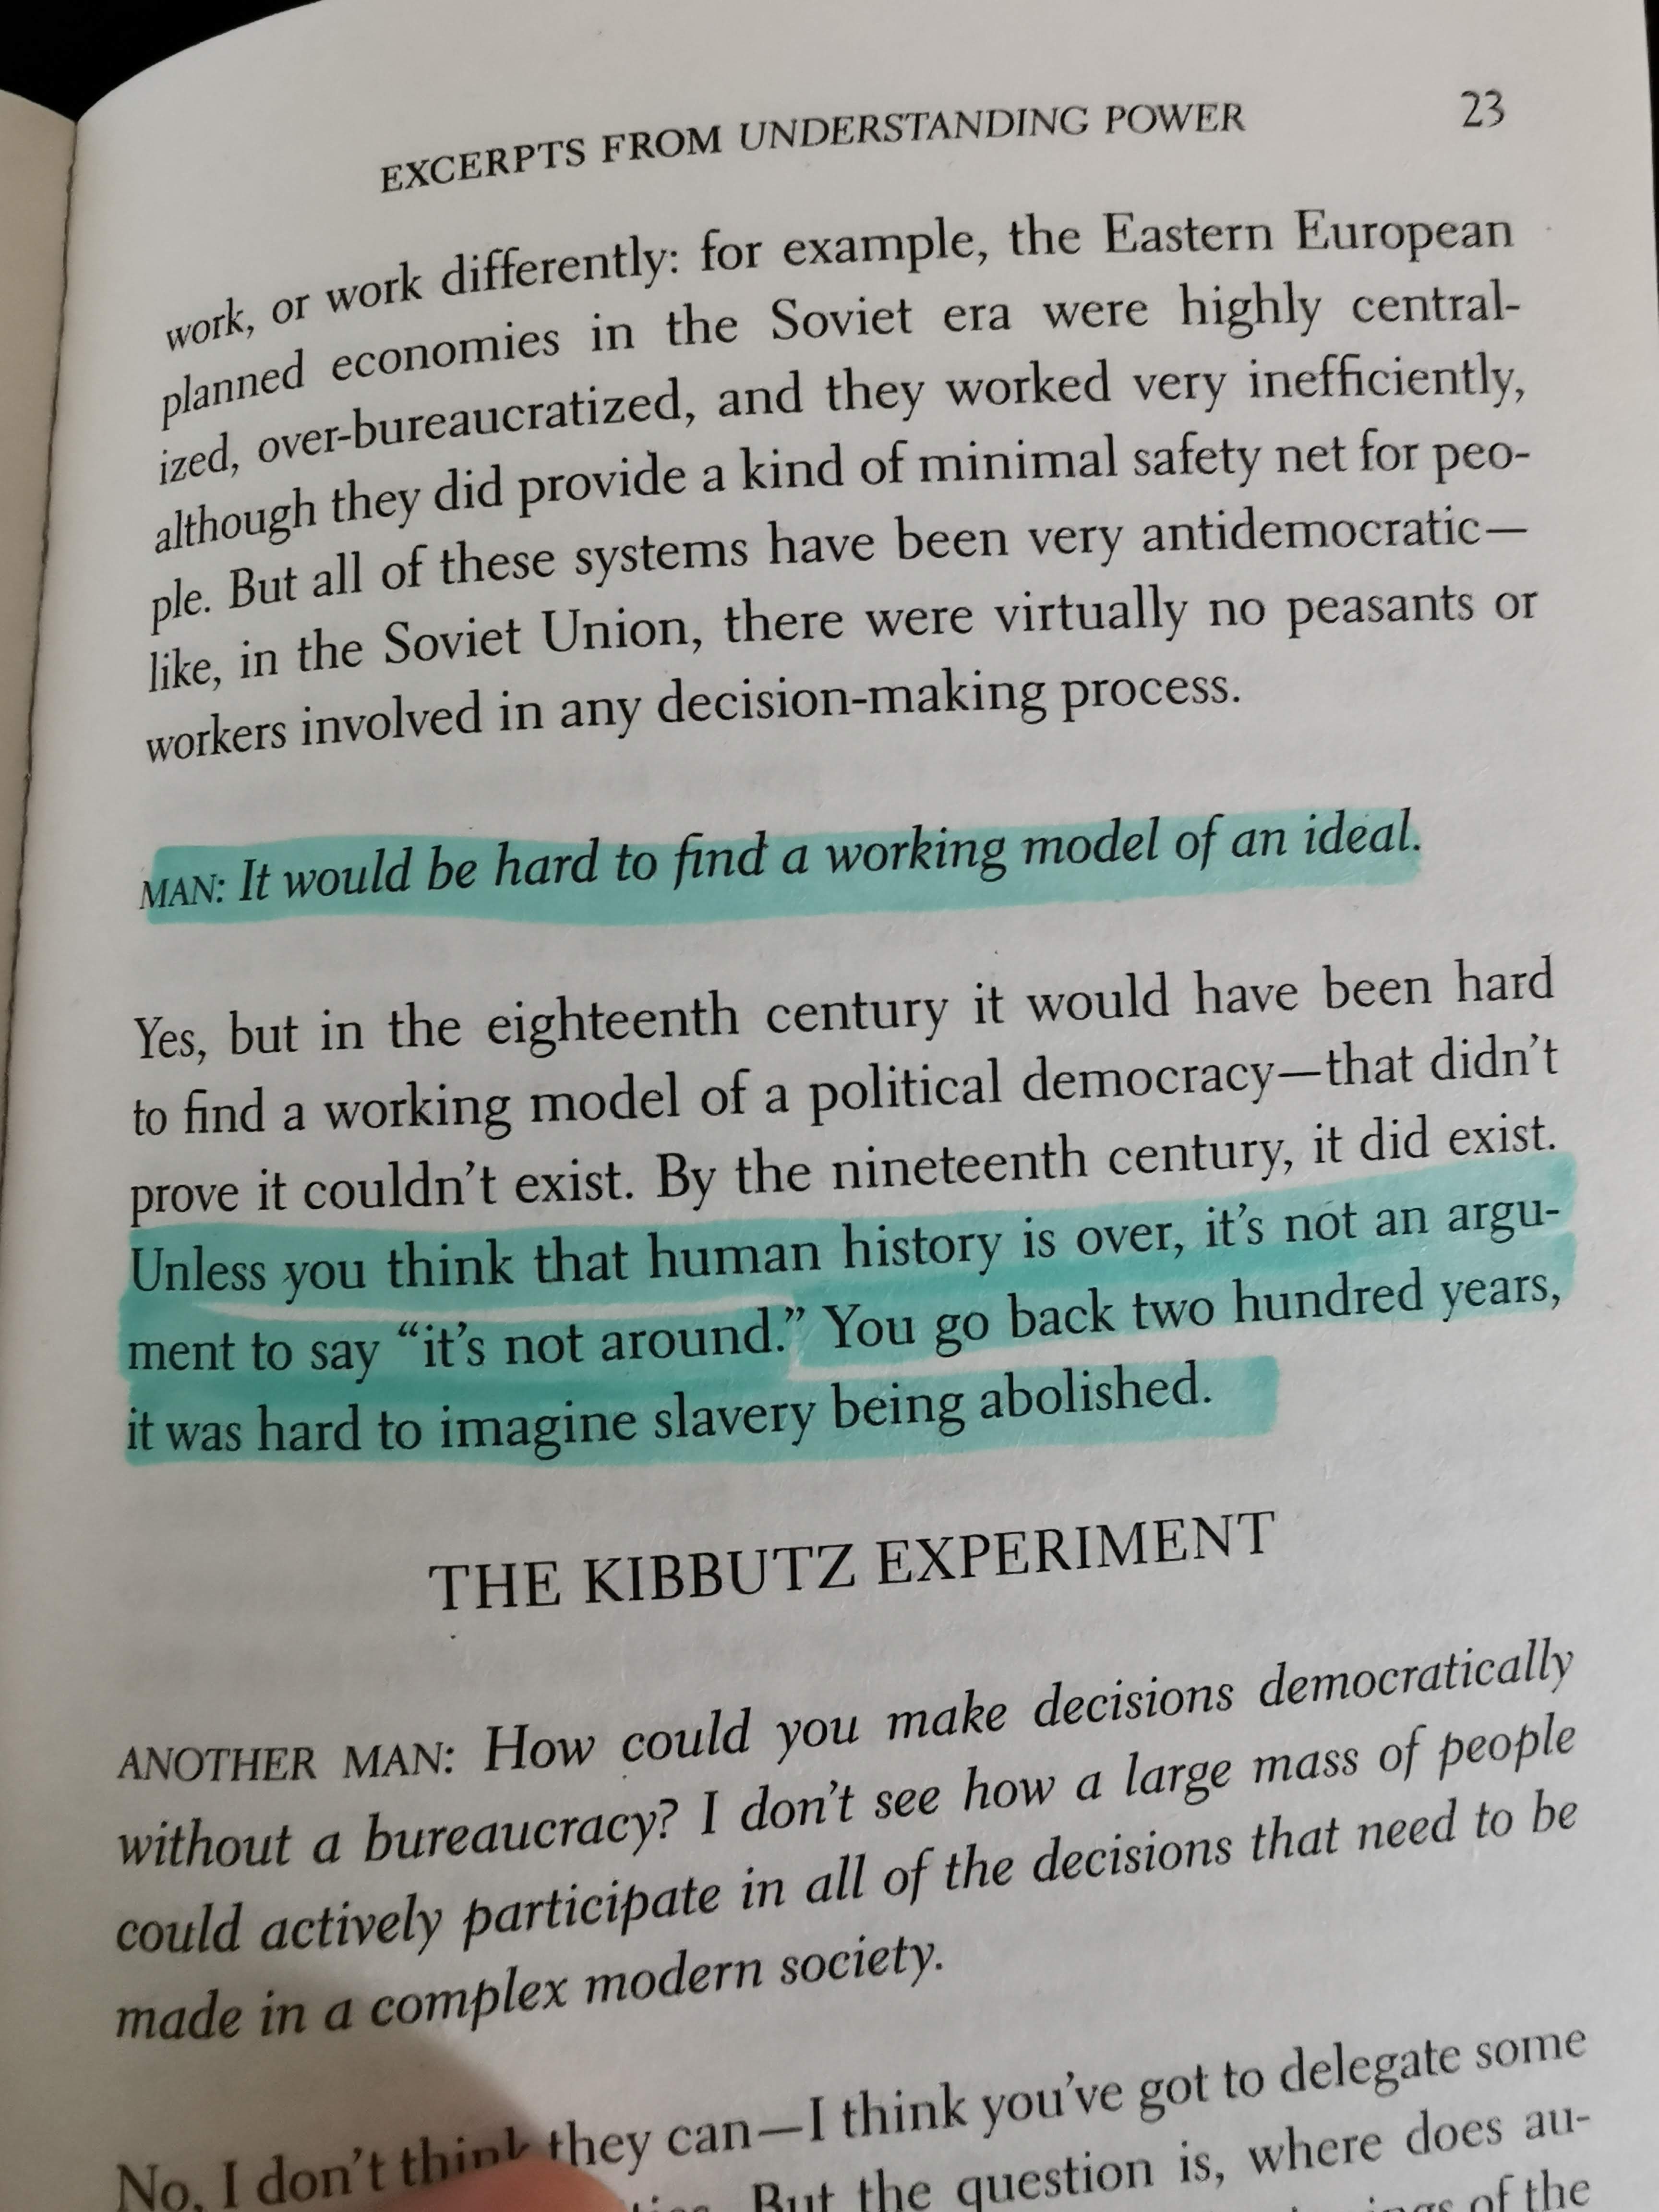 EXCERPTS FROM UNDERSTANDING POWER 23
work, or work differently: for example, the Eastern European
planned economies in the Soviet era were highly central-
ized, over-bureaucratized, and they worked very inefficiently,
although they did provide a kind of minimal safety net for peo-
ple. But all of these systems have been very antidemocratic—
like, in the Soviet Union, there were virtually no peasants or
workers involved in any decision-making process.
MAN: It would be hard to find a working model of an ideal.
Yes, but in the eighteenth century it would have been hard
to find a working model of a political democracy—that didn't
prove it couldn't exist. By the nineteenth century, it did exist.
Unless you think that human history is over, it's not an argu-
ment to say “it's not around.” You go back two hundred years,
it was hard to imagine slavery being abolished.
THE KIBBUTZ EXPERIMENT
ANOTHER MAN: How could you make decisions democratically
without a bureaucracy? I don't see how a large mass of people
could actively participate in all of the decisions that need to be
made in a complex modern society.
No, I don't think they can—I think you've got to delegate some
But the question is, where does au-
of the